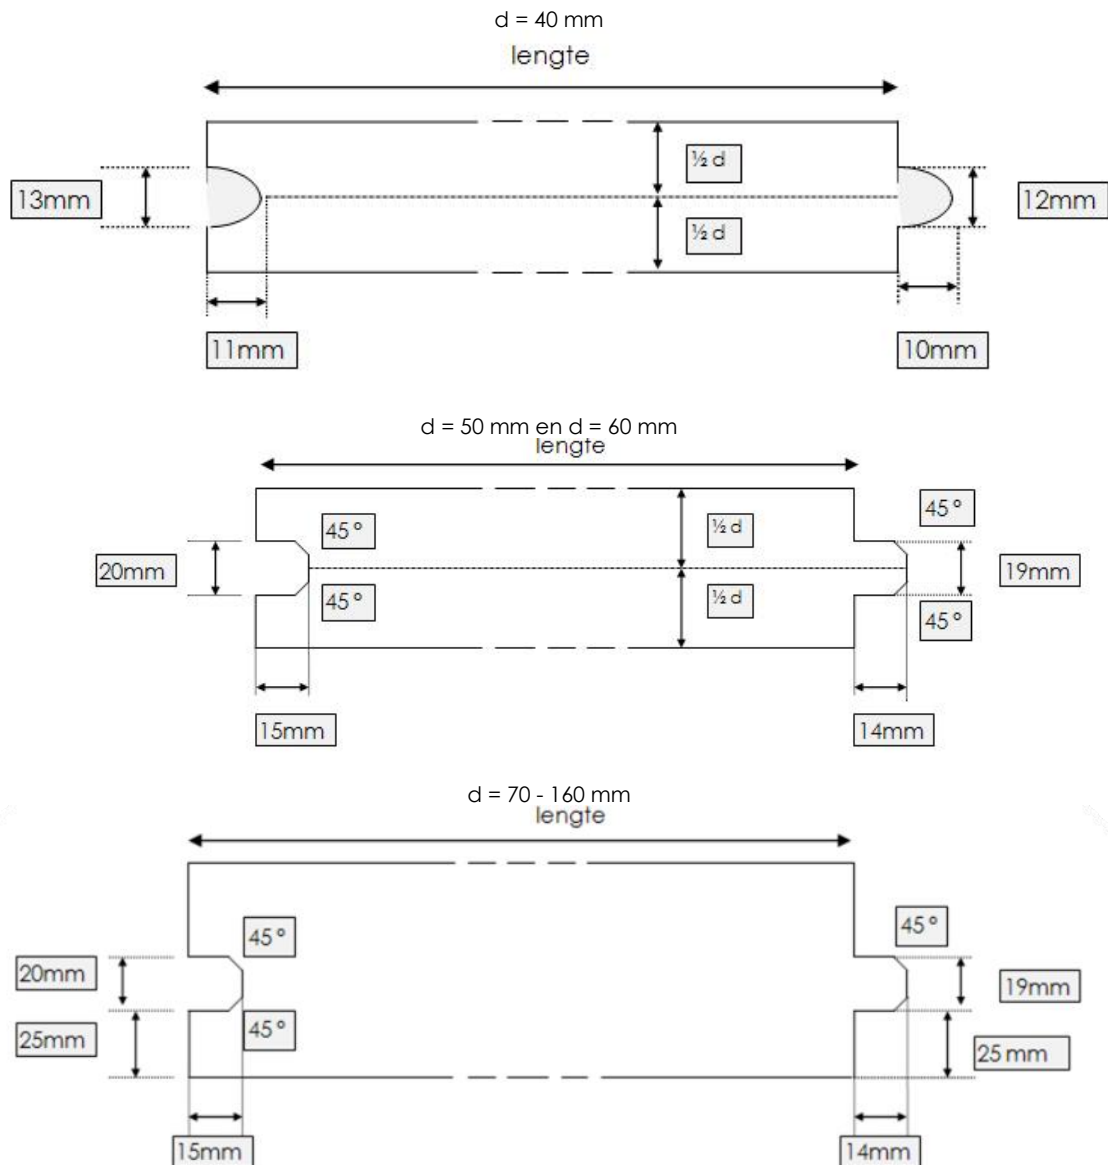 d = 40 mm
lengte
½ d
13mm
12mm
½ d
11mm
10mm
d = 50 mm en d = 60 mm
lengte
45°
45°
½ d
20mm
19mm
45°
½ d
45°
15mm
14mm
d = 70 - 160 mm
lengte
45°
45°
20mm
19mm
45°
25mm
25 mm
15mm
14mm